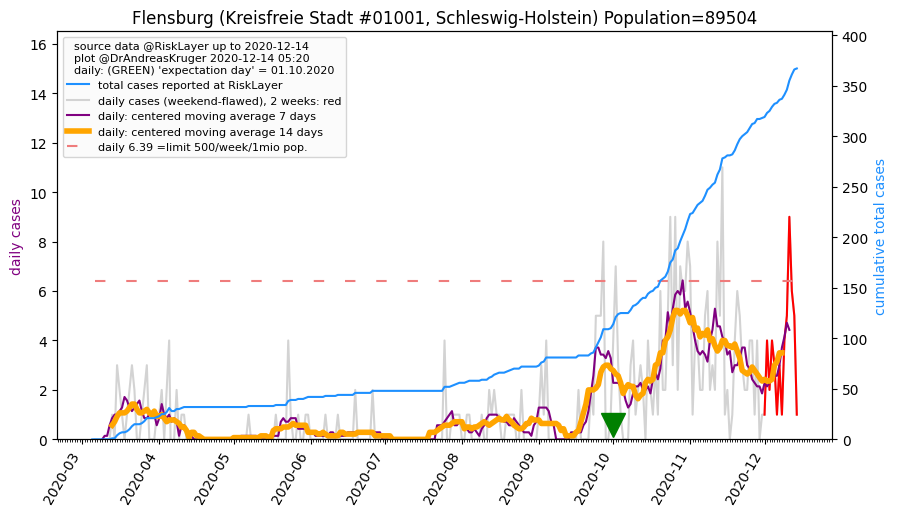 Flensburg (Kreisfreie Stadt #01001, Schleswig-Holstein) Population=89504
source data @RiskLayer up to 2020-12-14
plot @DrAndreasKruger 2020-12-14 05:20
daily: (GREEN) 'expectation day' = 01.10.2020
total cases reported at RiskLayer
daily cases (weekend-flawed), 2 weeks: red
daily: centered moving average 7 days
daily: centered moving average 14 days
daily 6.39 =limit 500/week/1mio pop.
daily cases
16
14
12
10
8
6
4
2
0
cumulative total cases
400
350
300
250
200
150
100
50
0
2020-03
2020-04
2020-05
2020-06
2020-07
2020-08
2020-09
2020-10
2020-11
2020-12